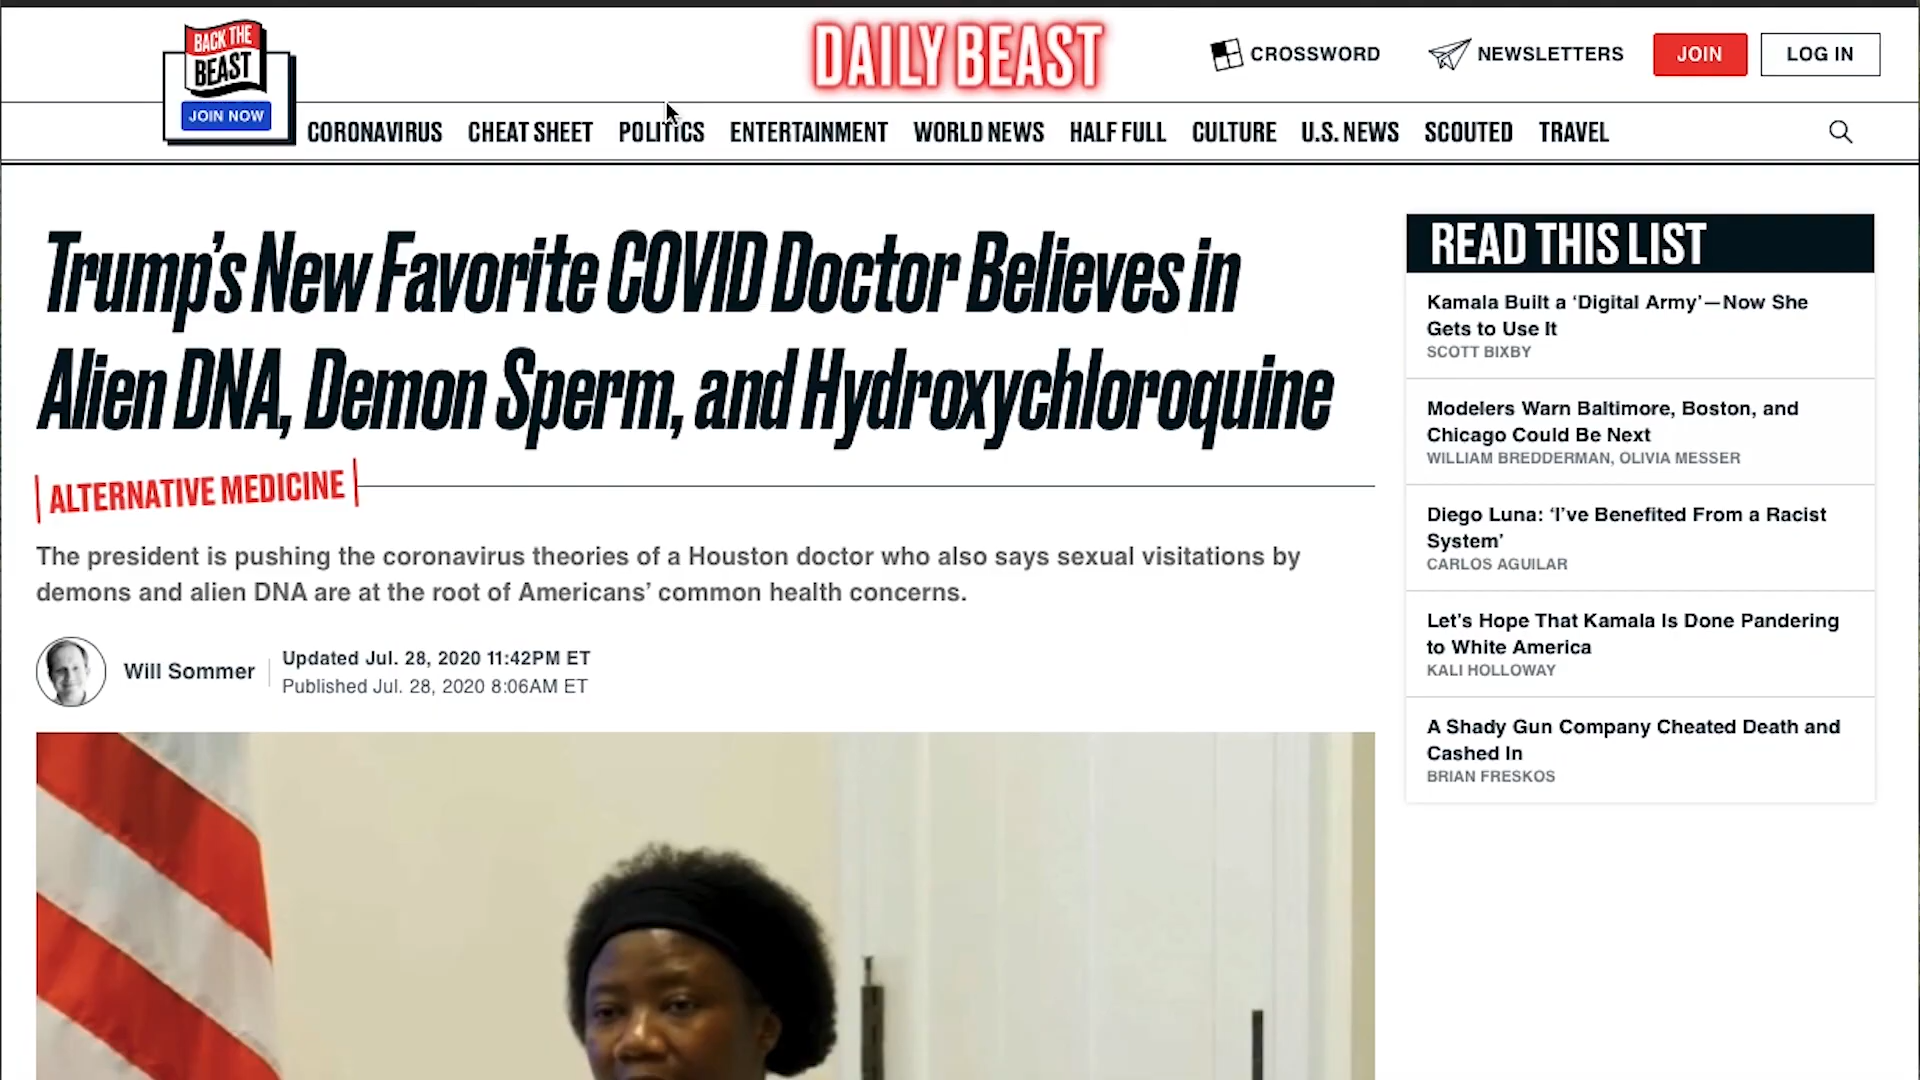 BACK THE
BEAST
JOIN NOW
DAILY BEAST
CROSSWORD
NEWSLETTERS
JOIN
LOG IN
CORONAVIRUS CHEAT SHEET POLITICS ENTERTAINMENT WORLD NEWS HALF FULL CULTURE U.S. NEWS SCOUTED TRAVEL
Trump's New Favorite COVID Doctor Believes in
Alien DNA, Demon Sperm, and Hydroxychloroquine
ALTERNATIVE MEDICINE
The president is pushing the coronavirus theories of a Houston doctor who also says sexual visitations by
demons and alien DNA are at the root of Americans’ common health concerns.
Will Sommer
Updated Jul. 28, 2020 11:42PM ET
Published Jul. 28, 2020 8:06AM ET
READ THIS LIST
Kamala Built a ‘Digital Army’—Now She
Gets to Use It
SCOTT BIXBY
Modelers Warn Baltimore, Boston, and
Chicago Could Be Next
WILLIAM BREDDERMAN, OLIVIA MESSER
Diego Luna: ‘I’ve Benefited From a Racist
System’
CARLOS AGUILAR
Let’s Hope That Kamala Is Done Pandering
to White America
KALI HOLLOWAY
A Shady Gun Company Cheated Death and
Cashed In
BRIAN FRESKOS